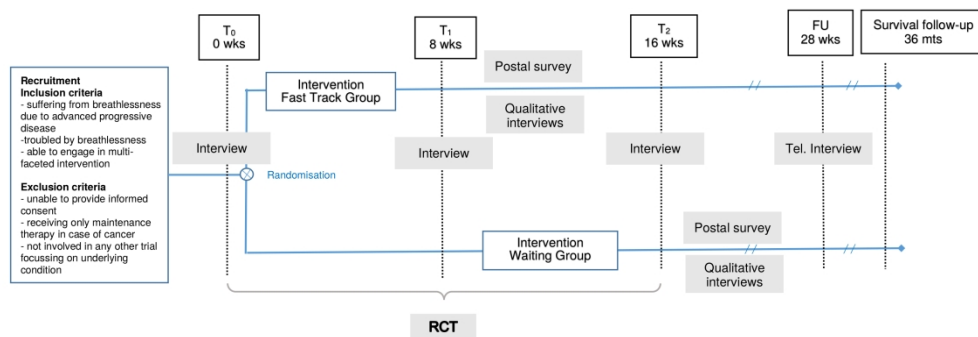 T₀
0 wks
T₁
8 wks
T₂
16 wks
FU
28 wks
Survival follow-up
36 mts
Recruitment
Inclusion criteria
- suffering from breathlessness
due to advanced progressive
disease
-troubled by breathlessness
- able to engage in multi-
faceted intervention
Exclusion criteria
- unable to provide informed
consent
- receiving only maintenance
therapy in case of cancer
- not involved in any other trial
focussing on underlying
condition
Intervention
Fast Track Group
Postal survey
Qualitative
interviews
Interview
Interview
Interview
Tel. Interview
Randomisation
Intervention
Waiting Group
Postal survey
Qualitative
interviews
RCT